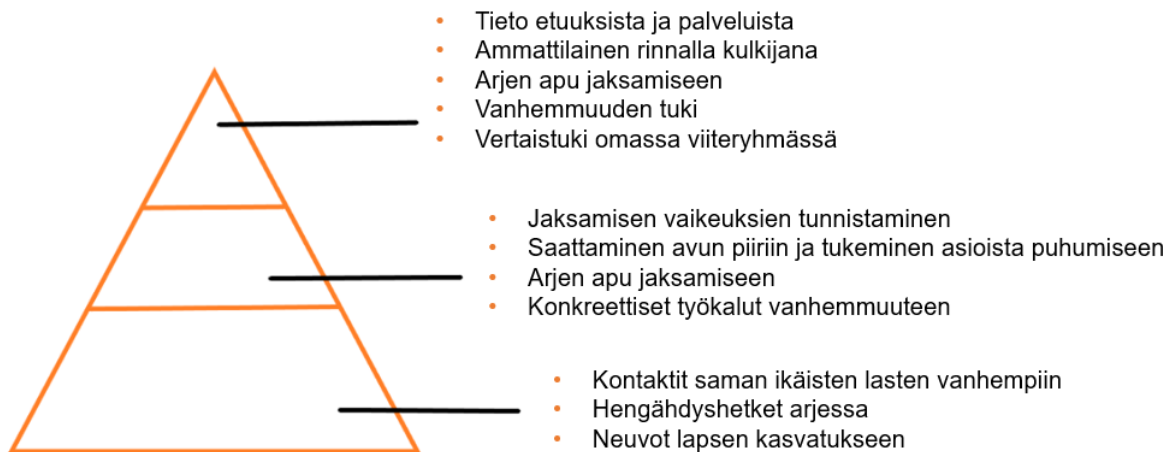 • Tieto etuuksista ja palveluista
• Ammattilainen rinnalla kulkijana
• Arjen apu jaksamiseen
• Vanhemmuuden tuki
• Vertaistuki omassa viiteryhmässä
• Jaksamisen vaikeuksien tunnistaminen
• Saattaminen avun piiriin ja tukeminen asioista puhumiseen
• Arjen apu jaksamiseen
• Konkreettiset työkalut vanhemmuuteen
• Kontaktit saman ikäisten lasten vanhempiin
• Hengähdyshetket arjessa
• Neuvot lapsen kasvatukseen